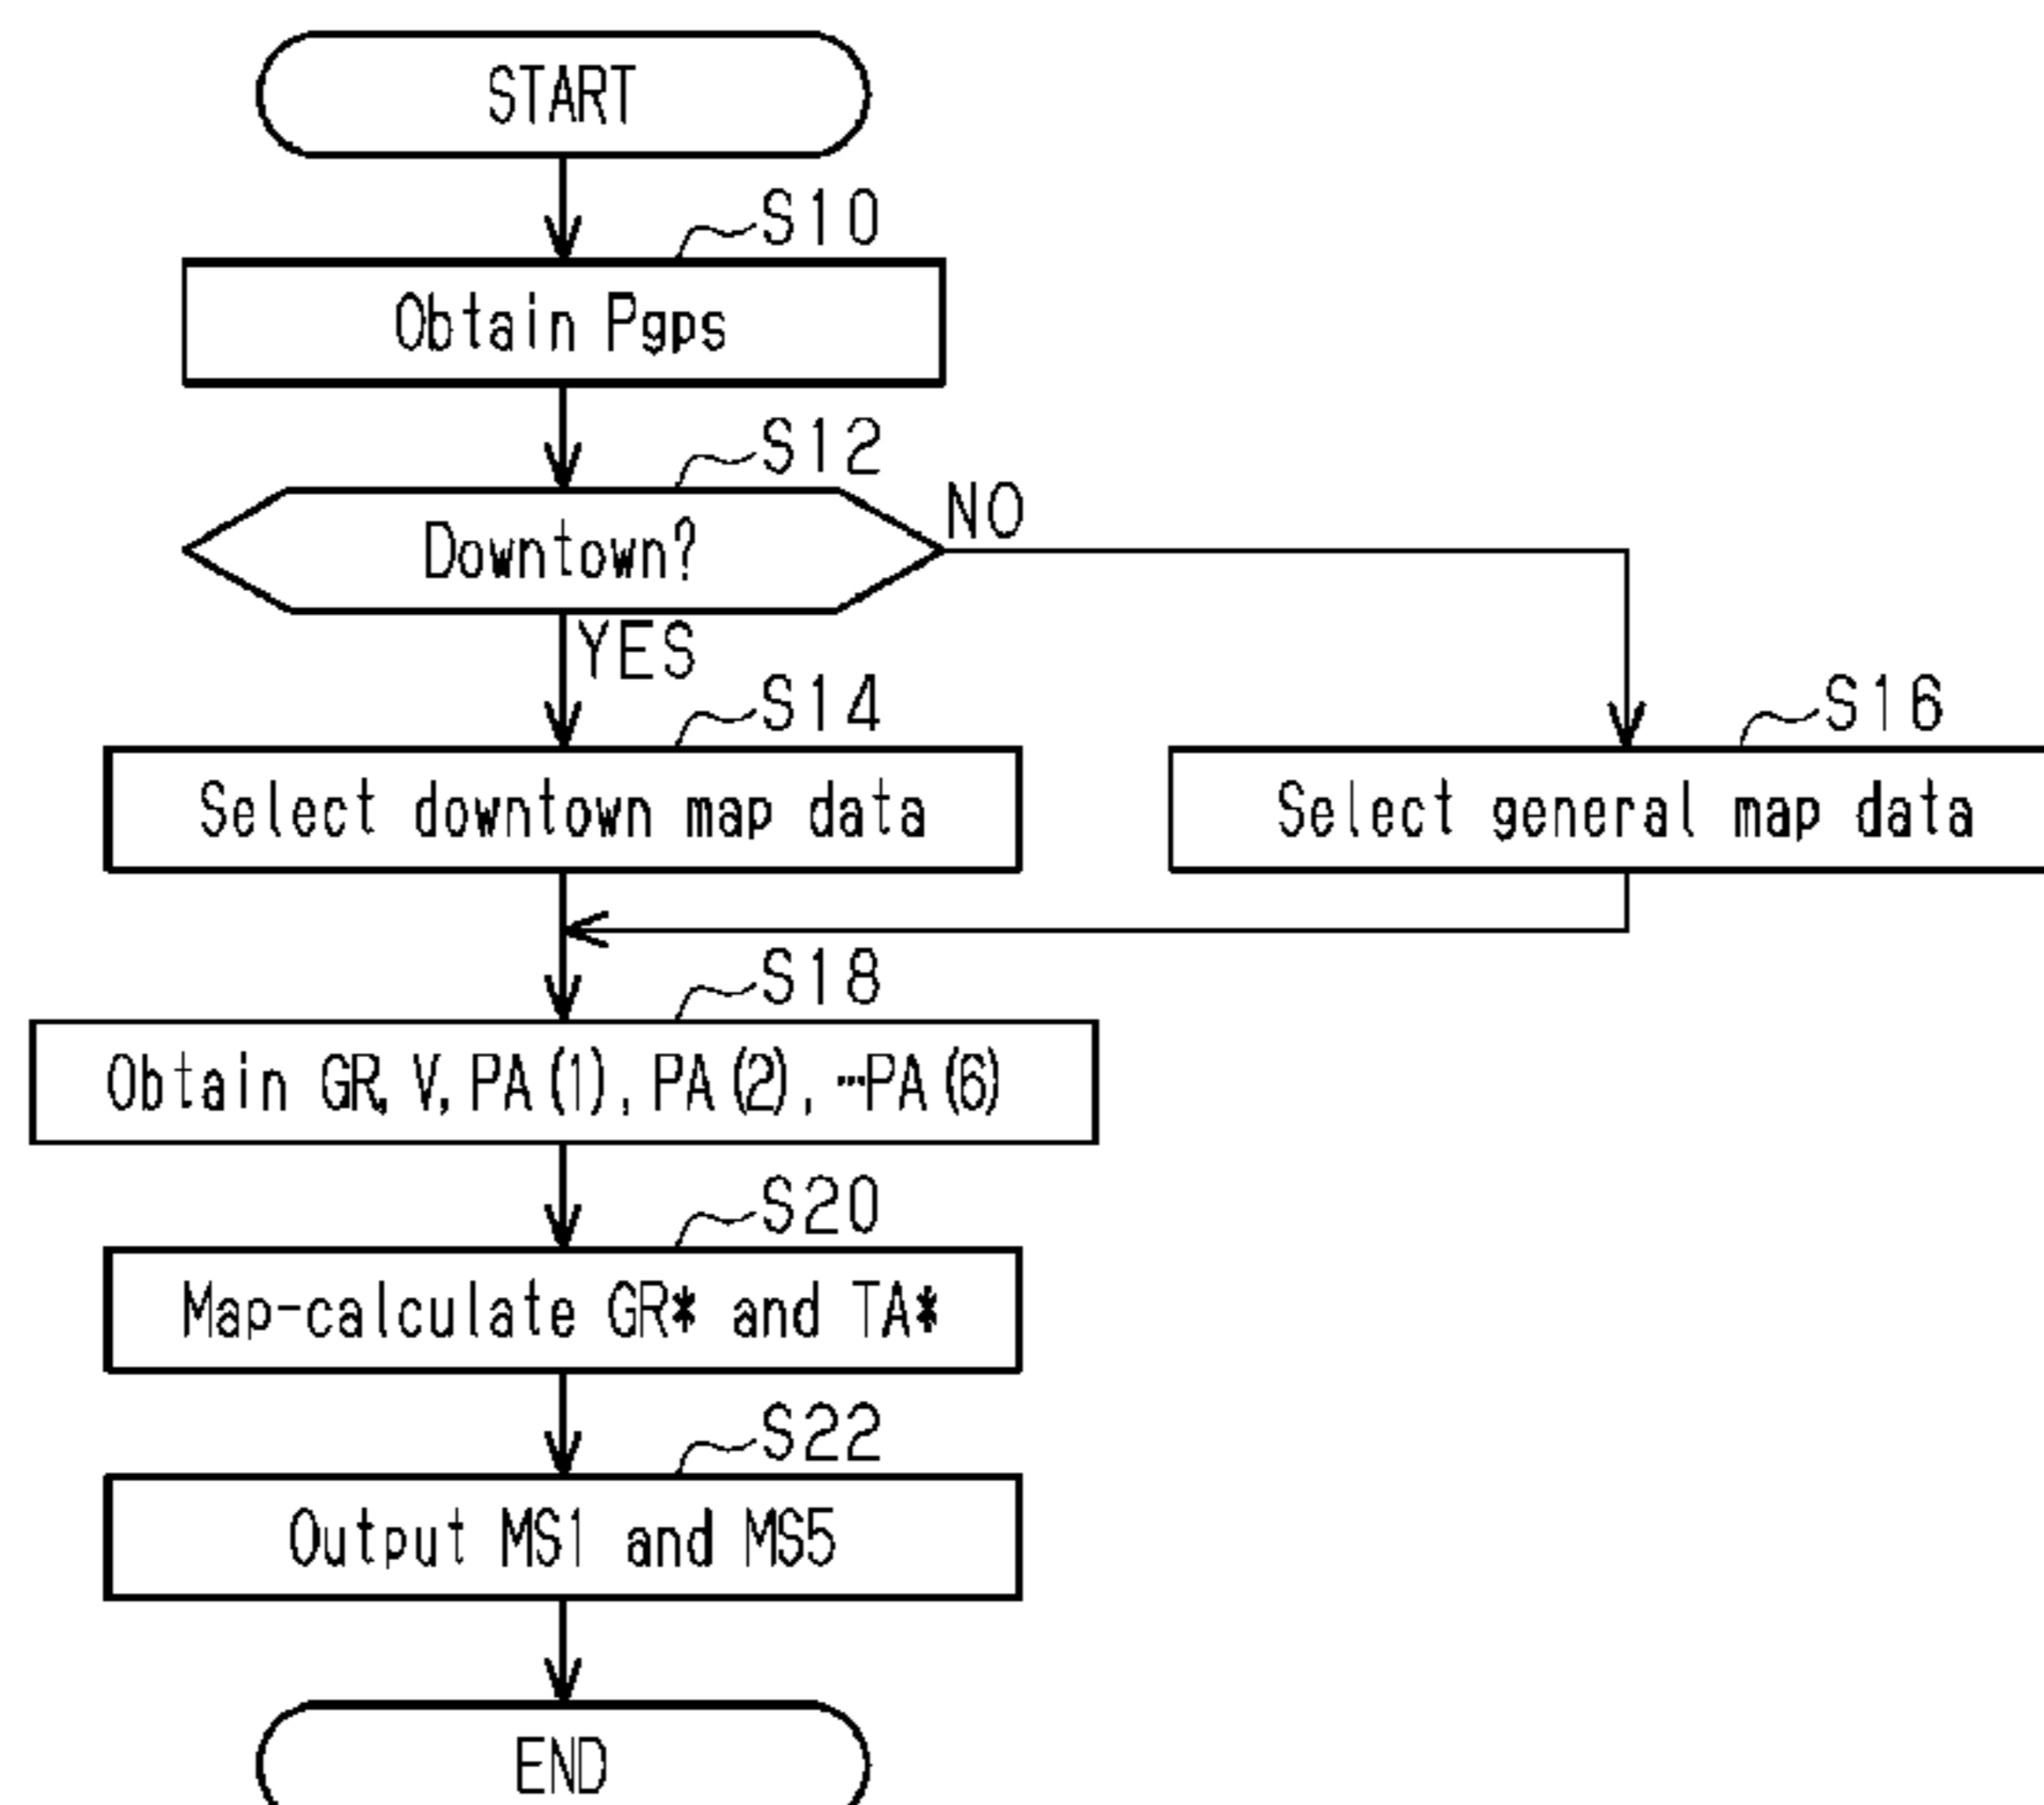 START
S10
Obtain Pgps
S12
Downtown?
NO
YES
S14
Select downtown map data
S16
Select general map data
S18
Obtain GR, V, PA(1), PA(2), …PA(6)
S20
Map-calculate GR* and TA*
S22
Output MS1 and MS5
END